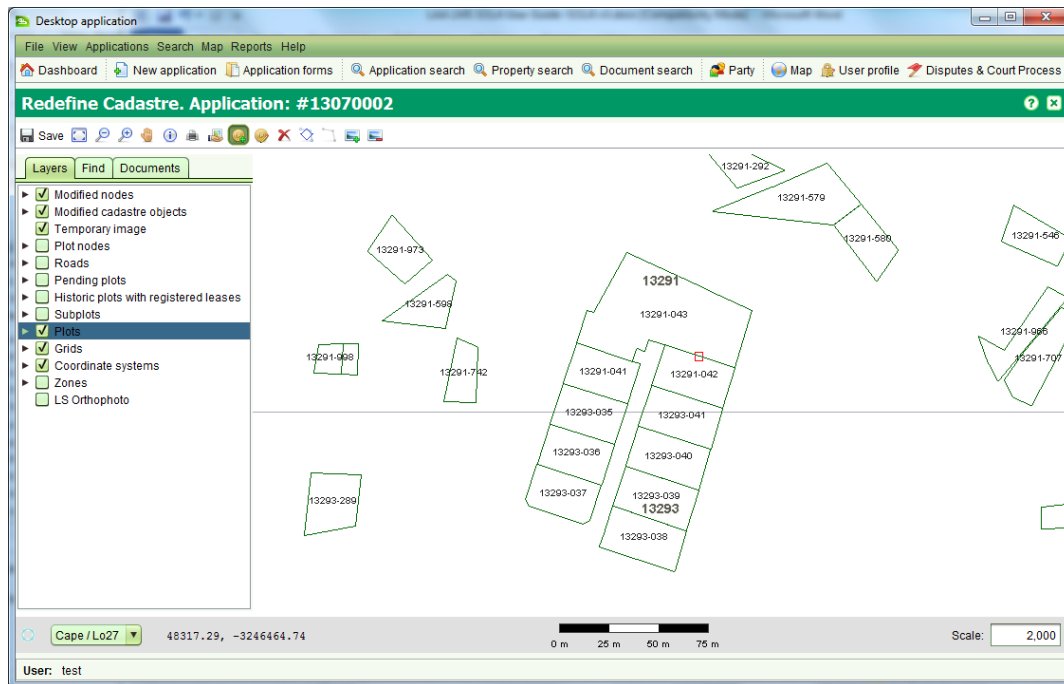 Desktop application
File View Applications Search Map Reports Help
Dashboard New application Application forms Application search Property search Document search Party Map User profile Disputes & Court Process
Redefine Cadastre. Application: #13070002
Save
Layers Find Documents
Modified nodes
Modified cadastre objects
Temporary image
Plot nodes
Roads
Pending plots
Historic plots with registered leases
Subplots
Plots
Grids
Coordinate systems
Zones
LS Orthophoto
13291-292
13291-579
13291-580
13291-546
13291-973
13291
13291-598
13291-043
13291-966
13291-998
13291-707
13291-742
13291-041
13291-042
13293-035
13293-041
13293-036
13293-040
13293-037
13293-039
13293-289
13293
13293-038
Cape / Lo27 48317.29, -3246464.74
0 m 25 m 50 m 75 m
Scale: 2,000
User: test